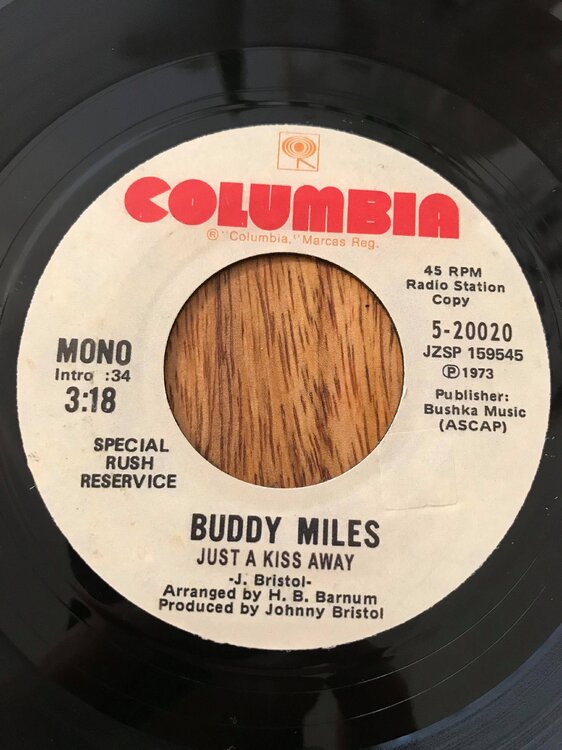 COLUMBIA
® "Columbia," Marcas Reg.
45 RPM
Radio Station
Copy
5-20020
JZSP 159545
Ⓟ1973
Publisher:
Bushka Music
(ASCAP)
MONO
Intro :34
3:18
SPECIAL
RUSH
RESERVICE
BUDDY MILES
JUST A KISS AWAY
-J. Bristol-
Arranged by H. B. Barnum
Produced by Johnny Bristol